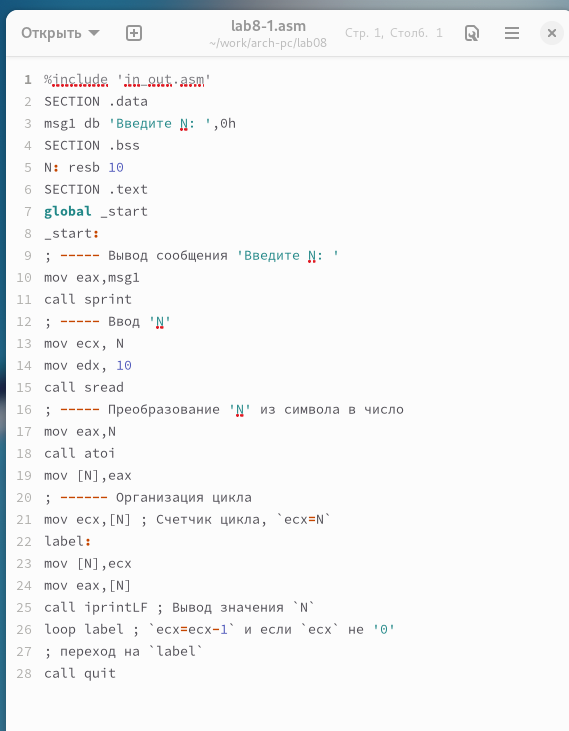 Открыть
lab8-1.asm
~/work/arch-pc/lab08
Стр. 1, Столб. 1
1 %include 'in_out.asm'
2 SECTION .data
3 msg1 db 'Введите N: ',0h
4 SECTION .bss
5 N: resb 10
6 SECTION .text
7 global _start
8 _start:
9 ; ----- Вывод сообщения 'Введите N: '
10 mov eax,msg1
11 call sprint
12 ; ----- Ввод 'N'
13 mov ecx, N
14 mov edx, 10
15 call sread
16 ; ----- Преобразование 'N' из символа в число
17 mov eax,N
18 call atoi
19 mov [N],eax
20 ; ------ Организация цикла
21 mov ecx,[N] ; Счетчик цикла, `ecx=N`
22 label:
23 mov [N],ecx
24 mov eax,[N]
25 call iprintLF ; Вывод значения `N`
26 loop label ; `ecx=ecx-1` и если `ecx` не '0'
27 ; переход на `label`
28 call quit